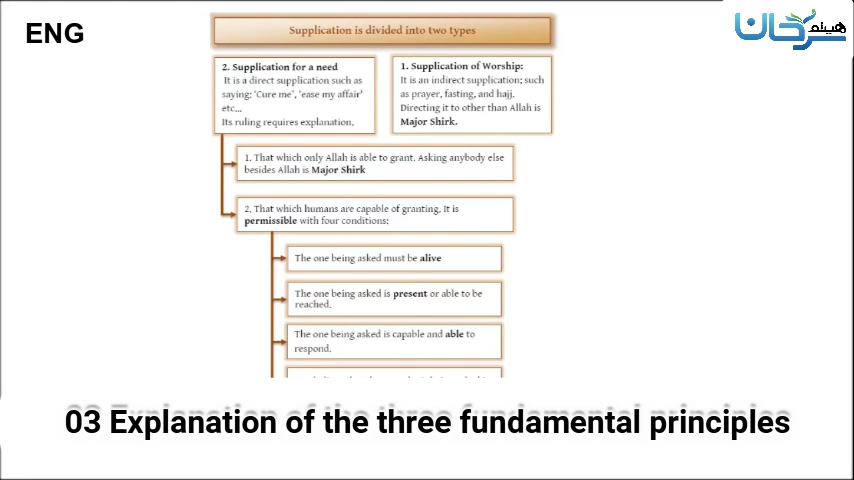 ENG
هيثم
سرحان
Supplication is divided into two types
2. Supplication for a need
It is a direct supplication such as
saying: 'Cure me', 'ease my affair'
etc...
Its ruling requires explanation.
1. Supplication of Worship:
It is an indirect supplication; such
as prayer, fasting, and hajj.
Directing it to other than Allah is
Major Shirk.
1. That which only Allah is able to grant. Asking anybody else
besides Allah is Major Shirk
2. That which humans are capable of granting. It is
permissible with four conditions:
The one being asked must be alive
The one being asked is present or able to be
reached.
The one being asked is capable and able to
respond.
03 Explanation of the three fundamental principles